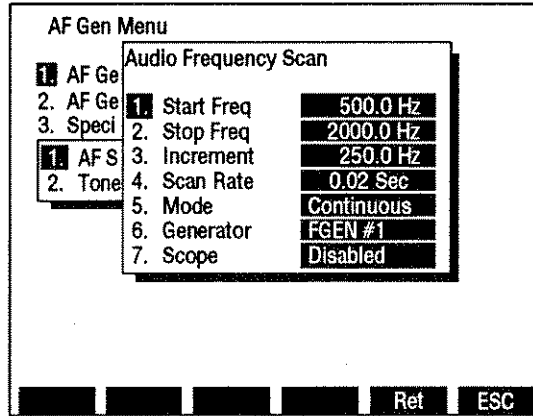 AF Gen Menu
1. AF Ge
2. AF Ge
3. Speci
1. AF S
2. Tone
Audio Frequency Scan
1. Start Freq 500.0 Hz
2. Stop Freq 2000.0 Hz
3. Increment 250.0 Hz
4. Scan Rate 0.02 Sec
5. Mode Continuous
6. Generator FGEN #1
7. Scope Disabled
Ret ESC